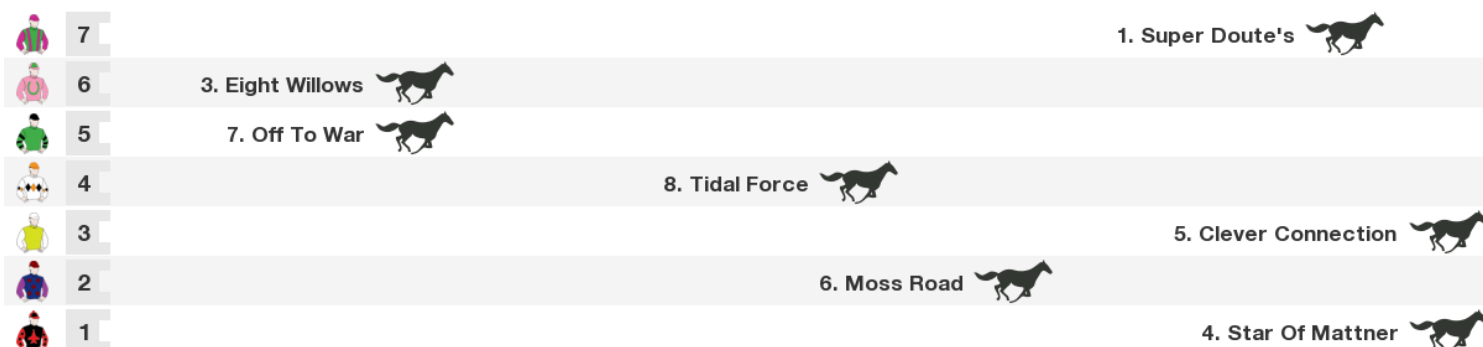 7 1. Super Doute's
6 3. Eight Willows
5 7. Off To War
4 8. Tidal Force
3 5. Clever Connection
2 6. Moss Road
1 4. Star Of Mattner